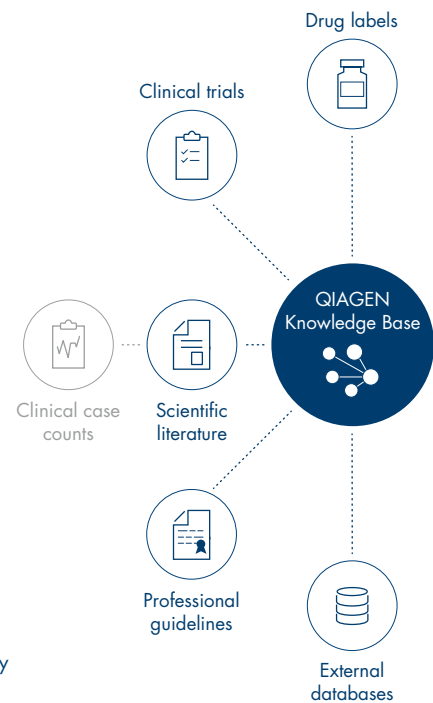 Drug labels
Clinical trials
QIAGEN
Knowledge Base
Clinical case
counts
Scientific
literature
Professional
guidelines
y
External
databases